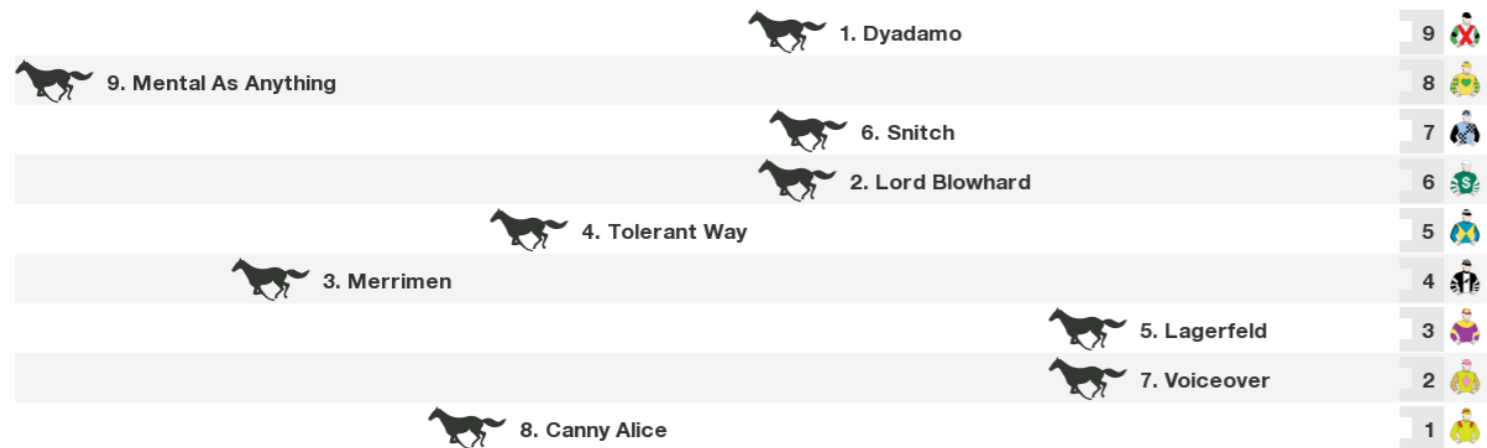 1. Dyadamo 9
9. Mental As Anything 8
6. Snitch 7
2. Lord Blowhard 6
S
4. Tolerant Way 5
3. Merrimen 4
5. Lagerfeld 3
7. Voiceover 2
8. Canny Alice 1